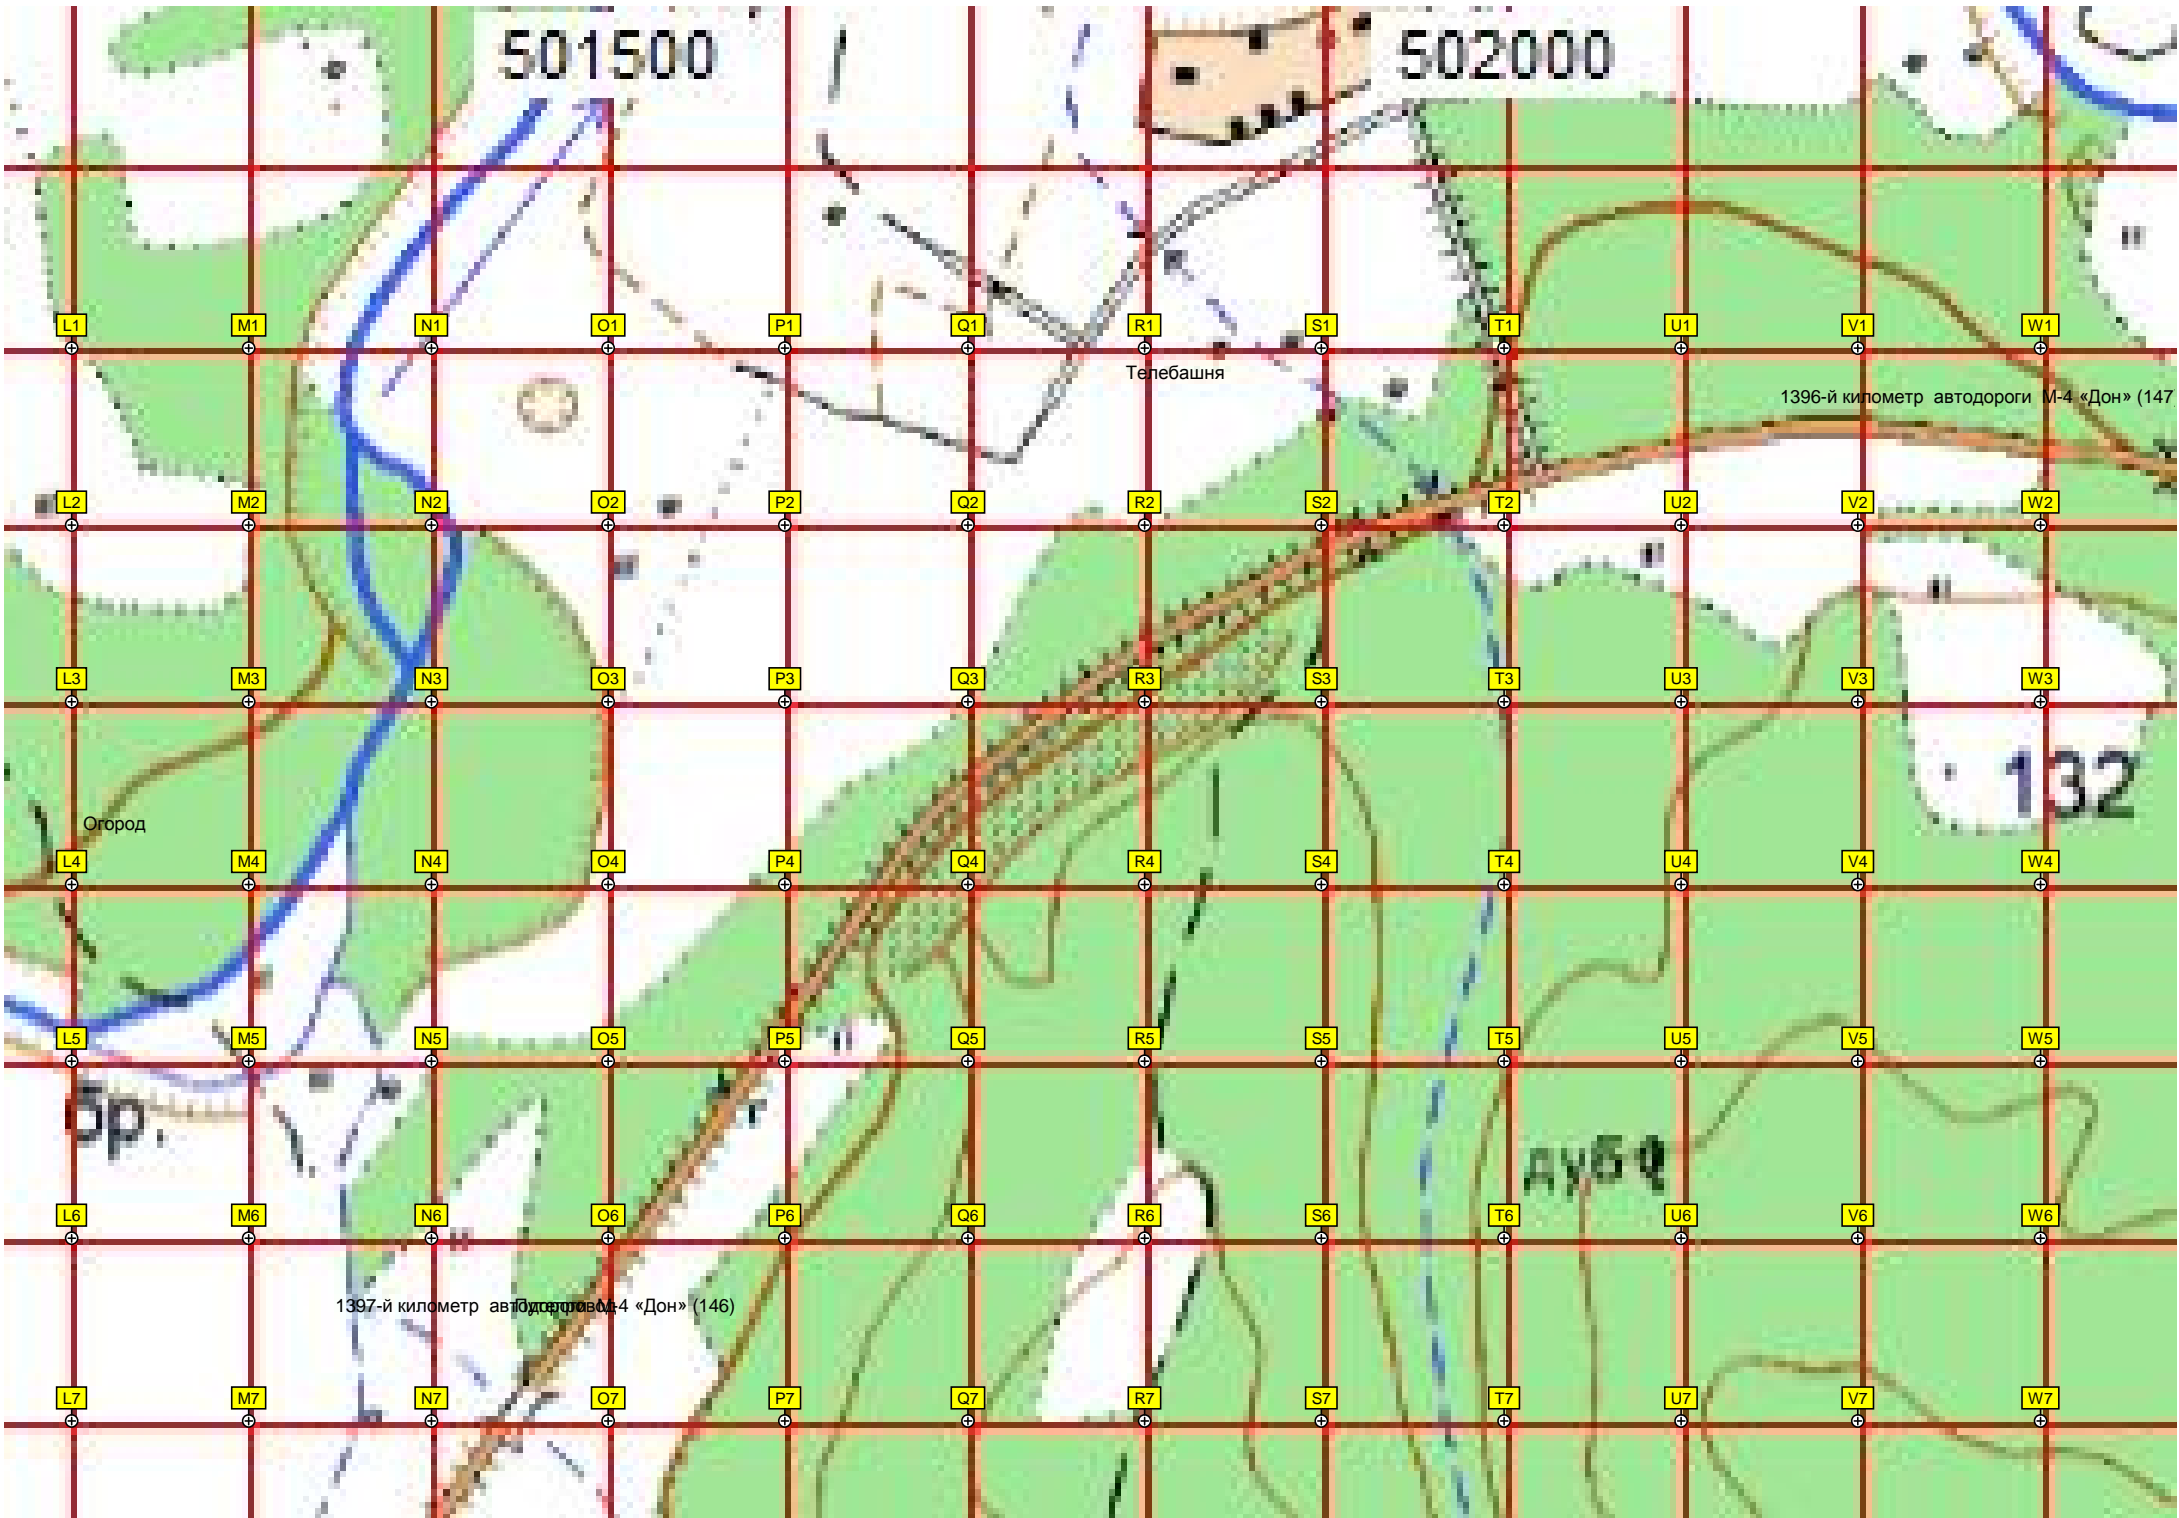 501500 502000
L1 M1 N1 O1 P1 Q1 R1 S1 T1 U1 V1 W1
Телебашня
1396-й километр автодороги М-4 «Дон» (147
L2 M2 N2 O2 P2 Q2 R2 S2 T2 U2 V2 W2
L3 M3 N3 O3 P3 Q3 R3 S3 T3 U3 V3 W3
132
Огород
L4 M4 N4 O4 P4 Q4 R4 S4 T4 U4 V4 W4
L5 M5 N5 O5 P5 Q5 R5 S5 T5 U5 V5 W5
бр.
дуб
L6 M6 N6 O6 P6 Q6 R6 S6 T6 U6 V6 W6
1397-й километр автодороги М-4 «Дон» (146)
L7 M7 N7 O7 P7 Q7 R7 S7 T7 U7 V7 W7